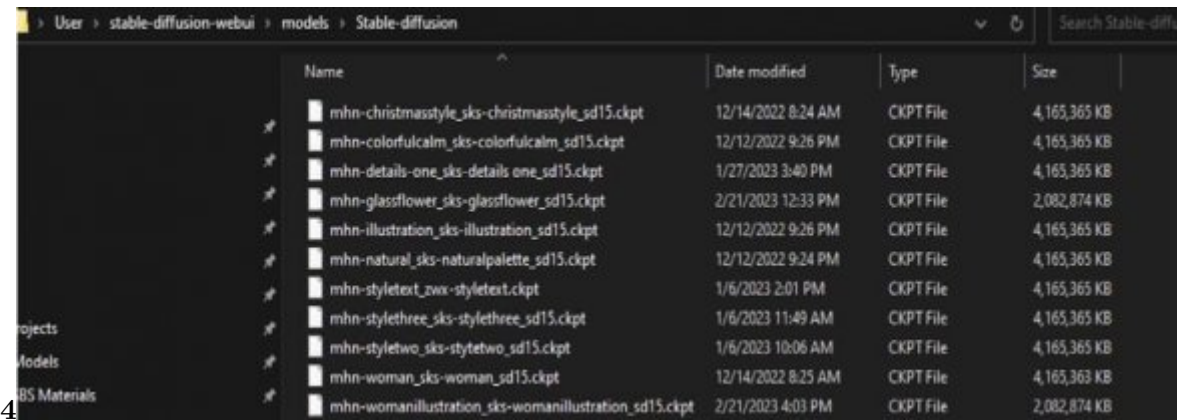 User > stable-diffusion-webui > models > Stable-diffusion
Search Stable-diffu
Name Date modified Type Size
mhn-christmasstyle_sks-christmasstyle_sd15.ckpt 12/14/2022 8:24 AM CKPT File 4,165,365 KB
mhn-colorfulcalm_sks-colorfulcalm_sd15.ckpt 12/12/2022 9:26 PM CKPT File 4,165,365 KB
mhn-details-one_sks-details one_sd15.ckpt 1/27/2023 3:40 PM CKPT File 4,165,365 KB
mhn-glassflower_sks-glassflower_sd15.ckpt 2/21/2023 12:33 PM CKPT File 2,082,874 KB
mhn-illustration_sks-illustration_sd15.ckpt 12/12/2022 9:26 PM CKPT File 4,165,365 KB
mhn-natural_sks-naturalpalette_sd15.ckpt 12/12/2022 9:24 PM CKPT File 4,165,365 KB
mhn-styletext_zwx-styletext.ckpt 1/6/2023 2:01 PM CKPT File 4,165,365 KB
mhn-stylethree_sks-stylethree_sd15.ckpt 1/6/2023 11:49 AM CKPT File 4,165,365 KB
ojects
mhn-styletwo_sks-stytetwo_sd15.ckpt 1/6/2023 10:06 AM CKPT File 4,165,365 KB
Models
mhn-woman_sks-woman_sd15.ckpt 12/14/2022 8:25 AM CKPT File 4,165,363 KB
BS Materials
mhn-womanillustration_sks-womanillustration_sd15.ckpt 2/21/2023 4:03 PM CKPT File 2,082,874 KB
4